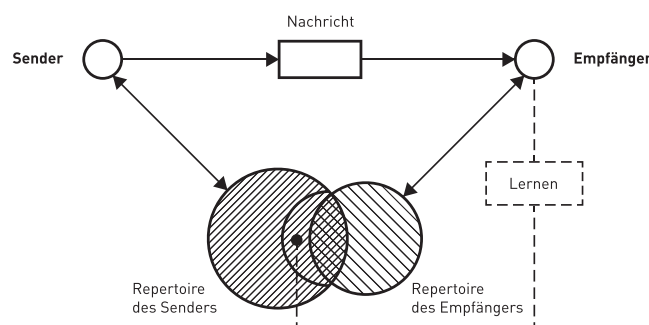 Nachricht
Sender
Empfänger
Lernen
Repertoire
des Senders
Repertoire
des Empfängers